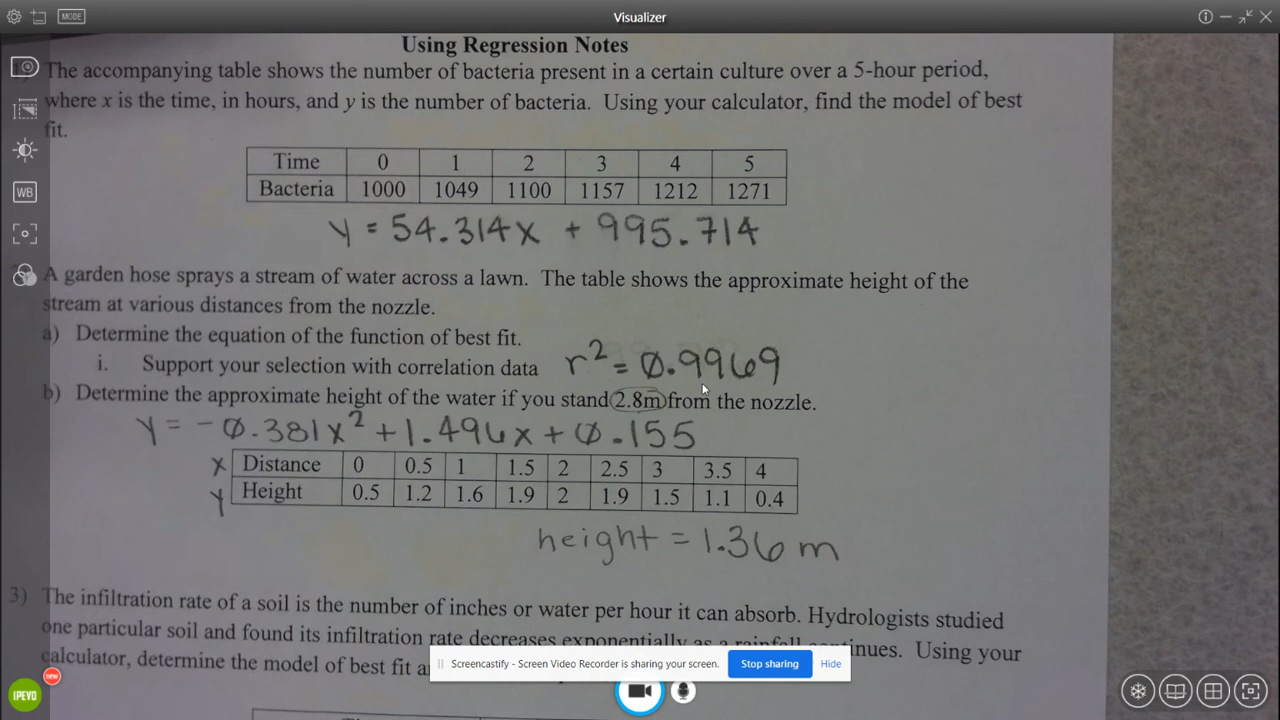 MODE
Visualizer
Using Regression Notes
The accompanying table shows the number of bacteria present in a certain culture over a 5-hour period,
where x is the time, in hours, and y is the number of bacteria. Using your calculator, find the model of best
fit.
Time 0 1 2 3 4 5
Bacteria 1000 1049 1100 1157 1212 1271
y = 54.314x + 995.714
A garden hose sprays a stream of water across a lawn. The table shows the approximate height of the
stream at various distances from the nozzle.
a) Determine the equation of the function of best fit.
i. Support your selection with correlation data r² = 0.9969
b) Determine the approximate height of the water if you stand 2.8m from the nozzle.
y = -0.381x² + 1.496x + 0.155
x Distance 0 0.5 1 1.5 2 2.5 3 3.5 4
y Height 0.5 1.2 1.6 1.9 2 1.9 1.5 1.1 0.4
height = 1.36 m
3) The infiltration rate of a soil is the number of inches or water per hour it can absorb. Hydrologists studied
one particular soil and found its infiltration rate decreases exponentially as a rainfall continues. Using your
calculator, determine the model of best fit
Screencastify - Screen Video Recorder is sharing your screen.
Stop sharing
Hide
WB
new
IPEVO